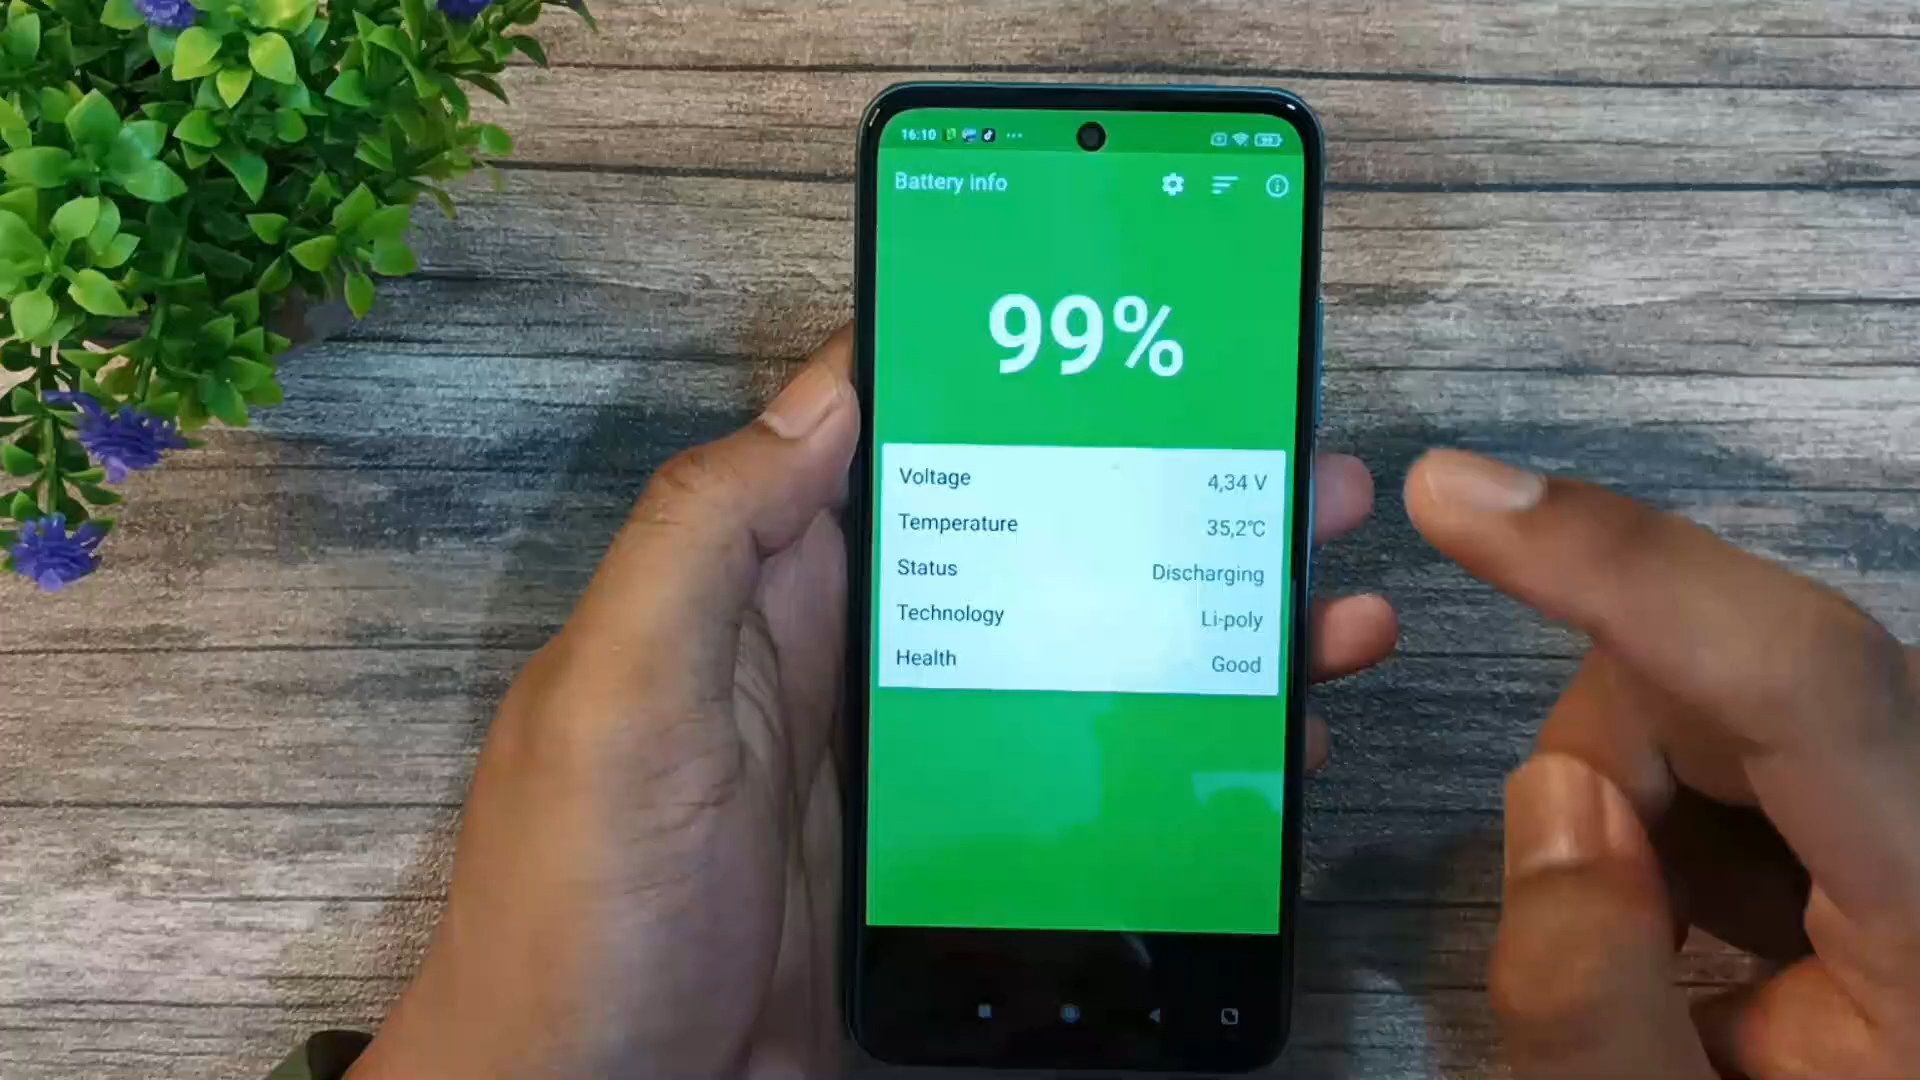 16:10
Battery info
99%
Voltage 4,34 V
Temperature 35,2°C
Status Discharging
Technology Li-poly
Health Good